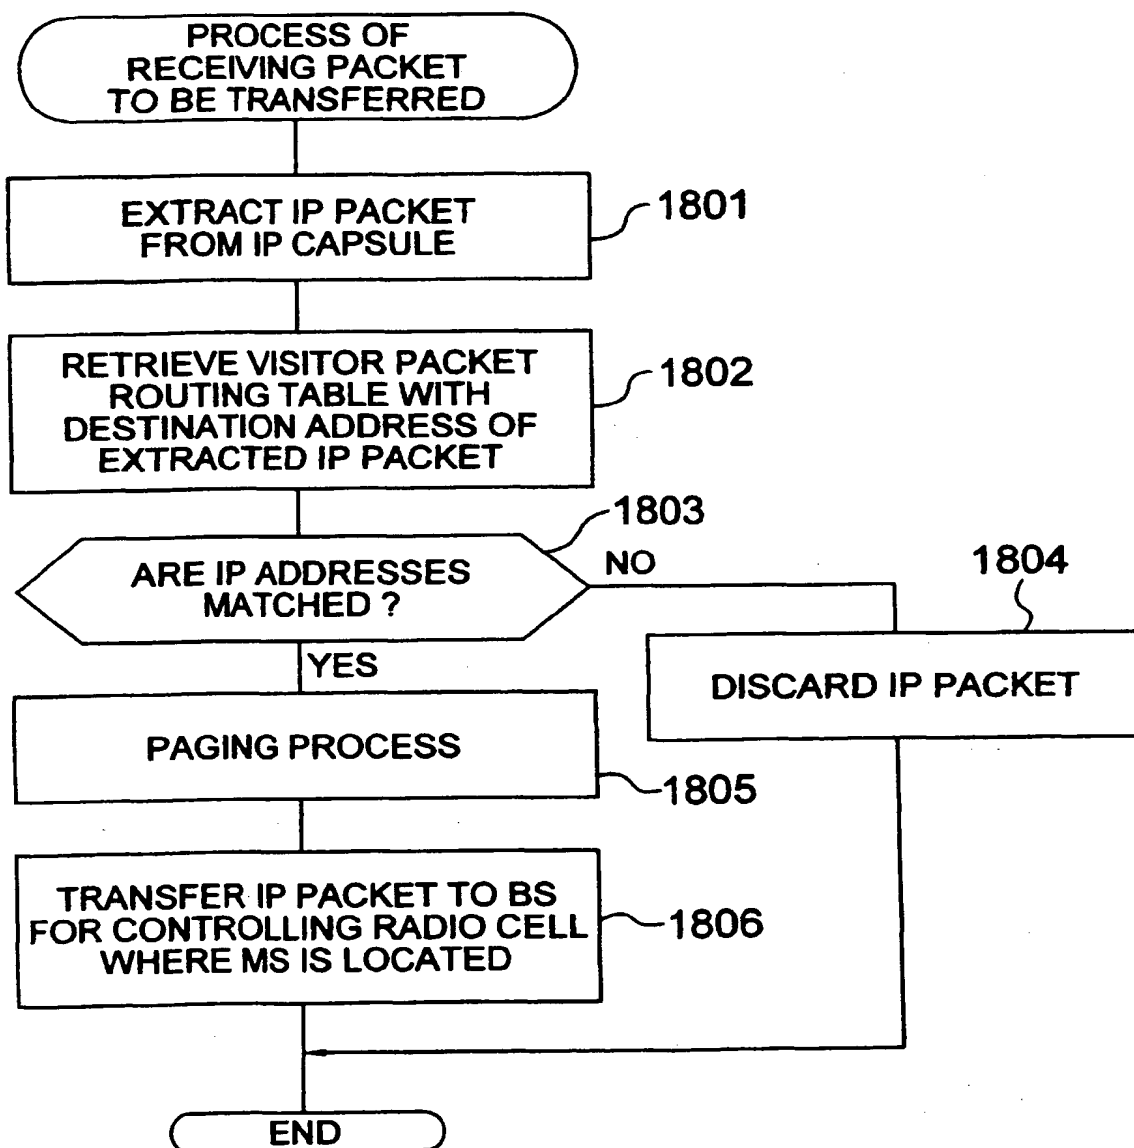 PROCESS OF
RECEIVING PACKET
TO BE TRANSFERRED
EXTRACT IP PACKET
FROM IP CAPSULE
1801
RETRIEVE VISITOR PACKET
ROUTING TABLE WITH
DESTINATION ADDRESS OF
EXTRACTED IP PACKET
1802
1803
ARE IP ADDRESSES
MATCHED ?
NO
YES
1804
DISCARD IP PACKET
PAGING PROCESS
1805
TRANSFER IP PACKET TO BS
FOR CONTROLLING RADIO CELL
WHERE MS IS LOCATED
1806
END